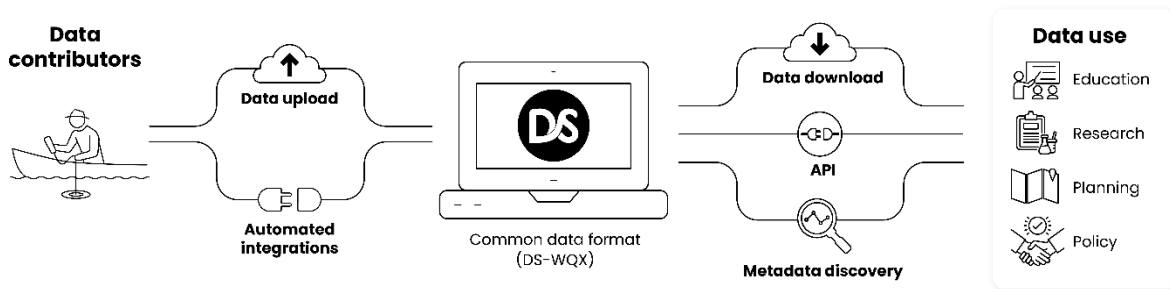 Data
contributors
Data upload
Automated
integrations
DS
Common data format
(DS-WQX)
Data download
API
Metadata discovery
Data use
Education
Research
Planning
Policy